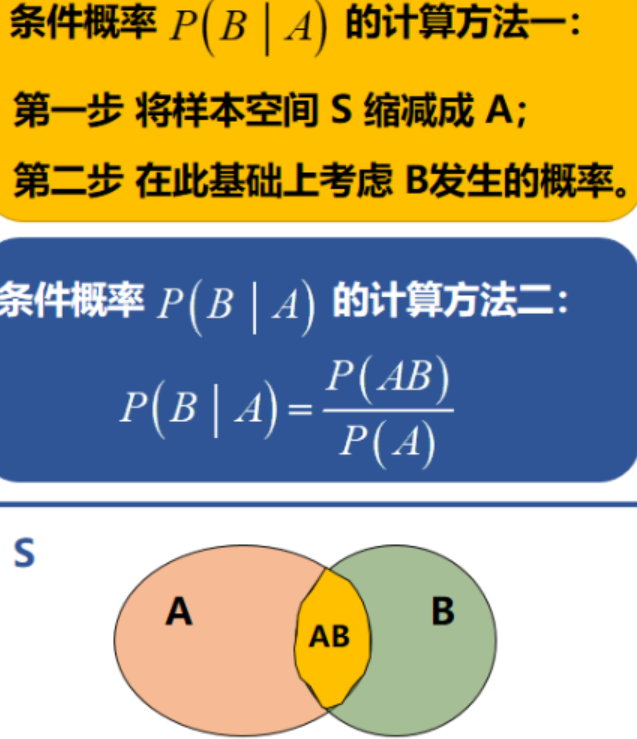 条件概率 P(B | A) 的计算方法一：
第一步 将样本空间 S 缩减成 A；
第二步 在此基础上考虑 B发生的概率。
条件概率 P(B | A) 的计算方法二：
P(B | A) = P(AB) / P(A)
S
A
AB
B